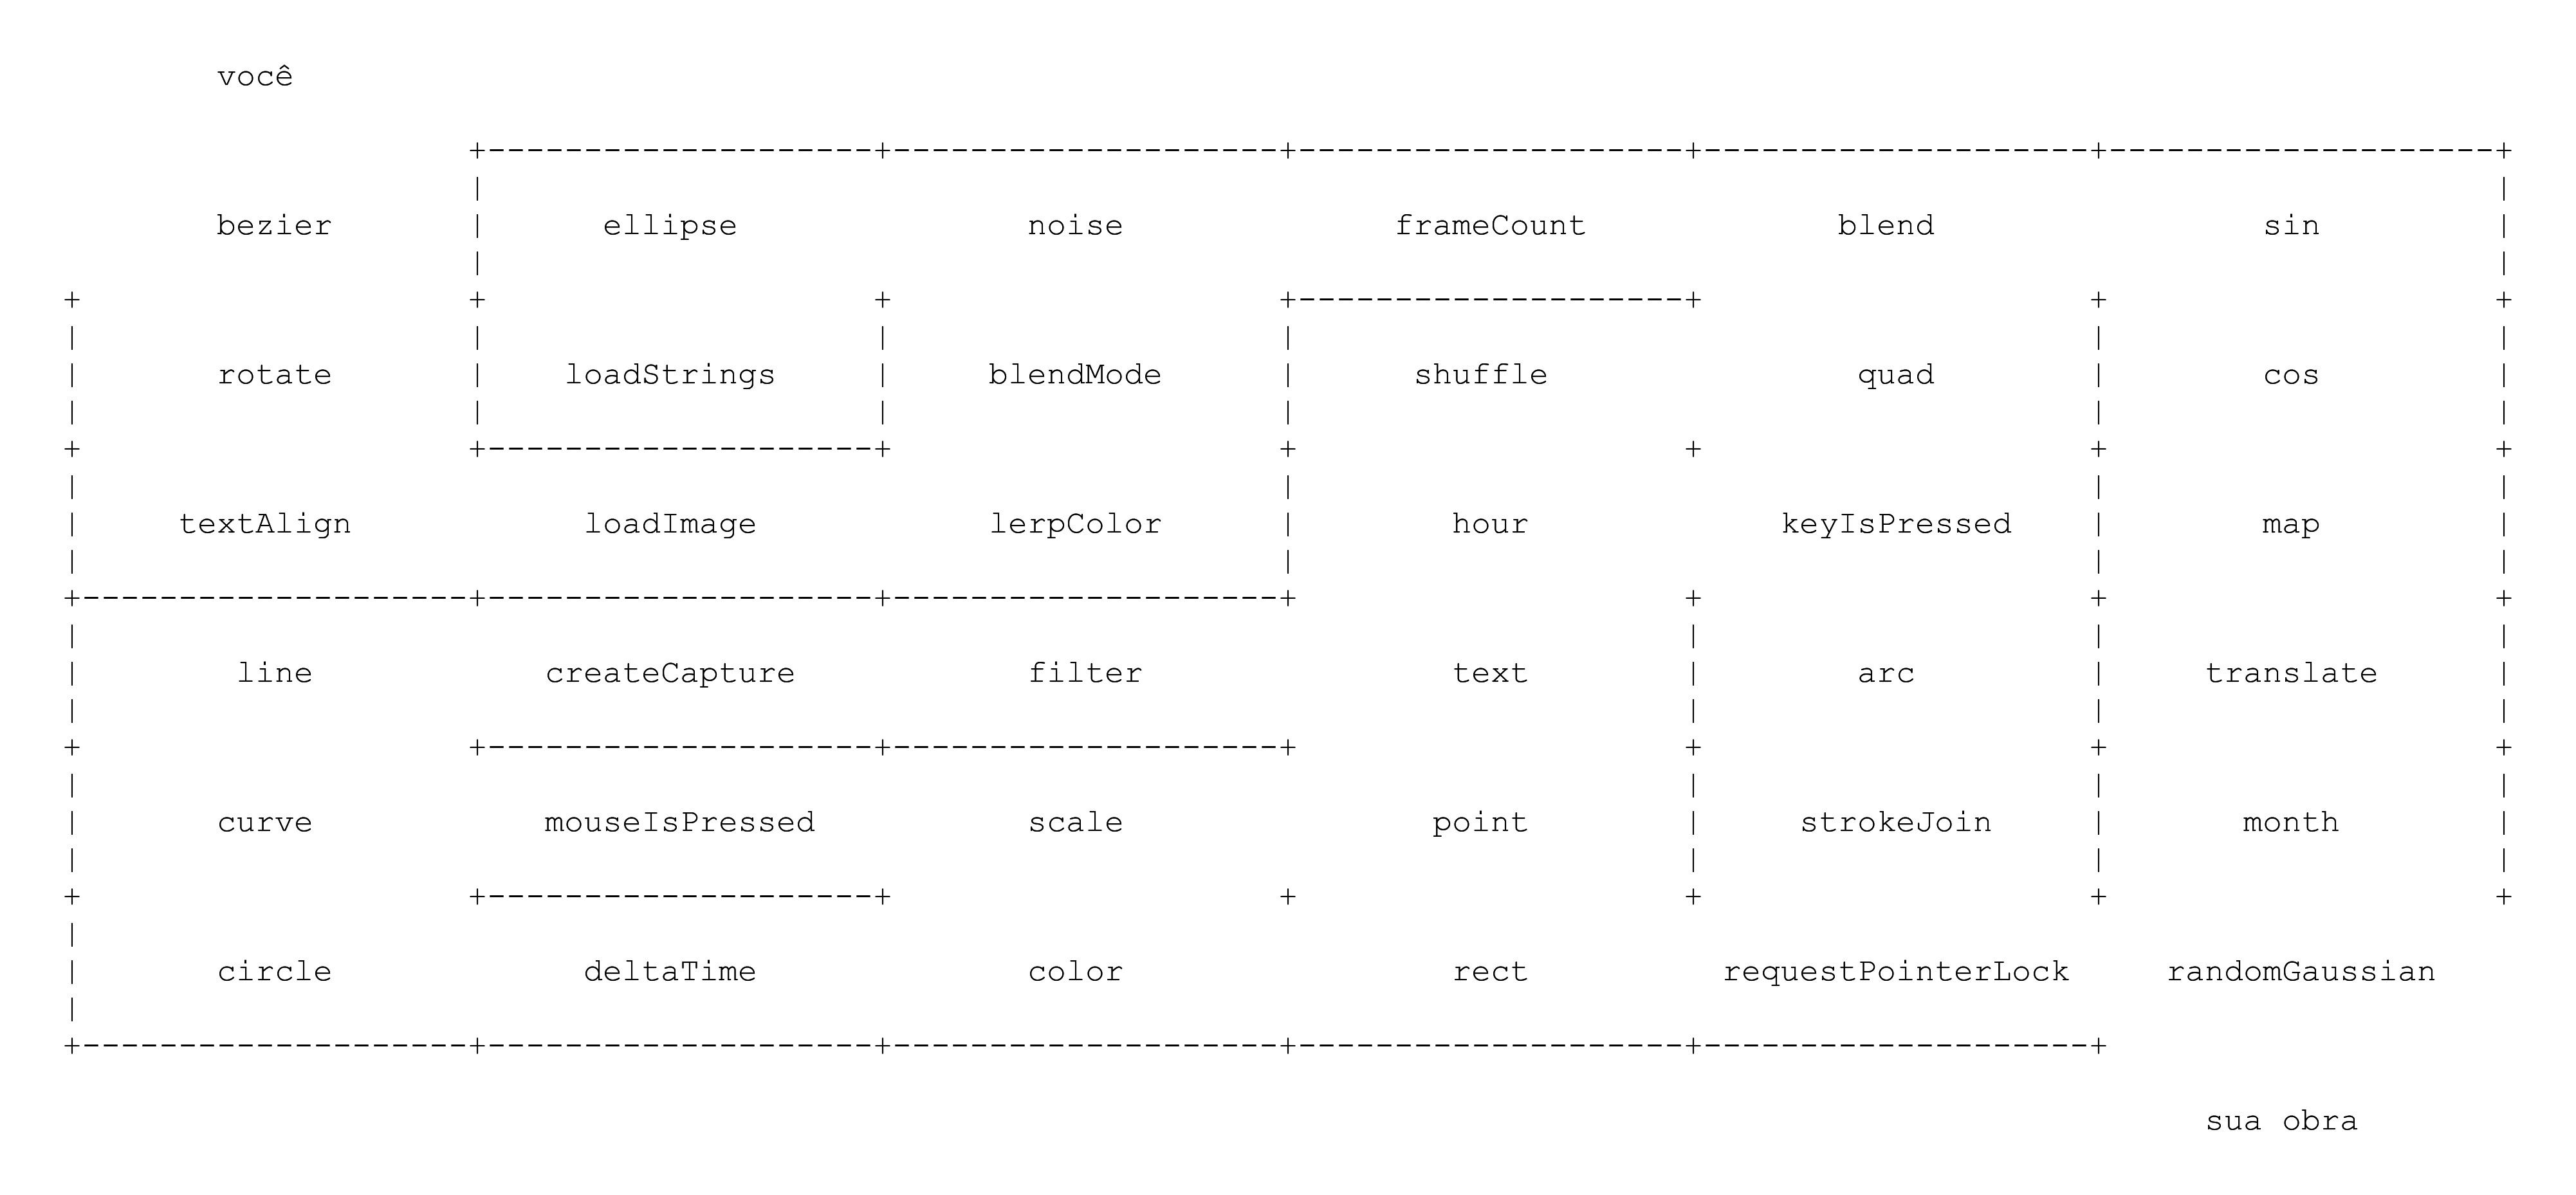 você
bezier ellipse noise frameCount blend sin
rotate loadStrings blendMode shuffle quad cos
textAlign loadImage lerpColor hour keyIsPressed map
line createCapture filter text arc translate
curve mouseIsPressed scale point strokeJoin month
circle deltaTime color rect requestPointerLock randomGaussian
sua obra